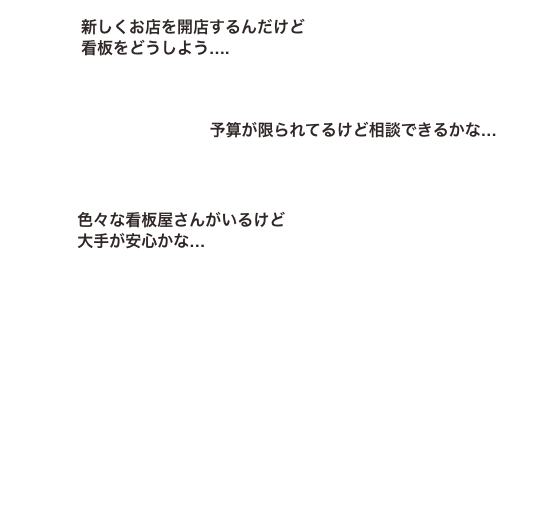 新しくお店を開店するんだけど
看板をどうしよう....
予算が限られてるけど相談できるかな...
色々な看板屋さんがいるけど
大手が安心かな...